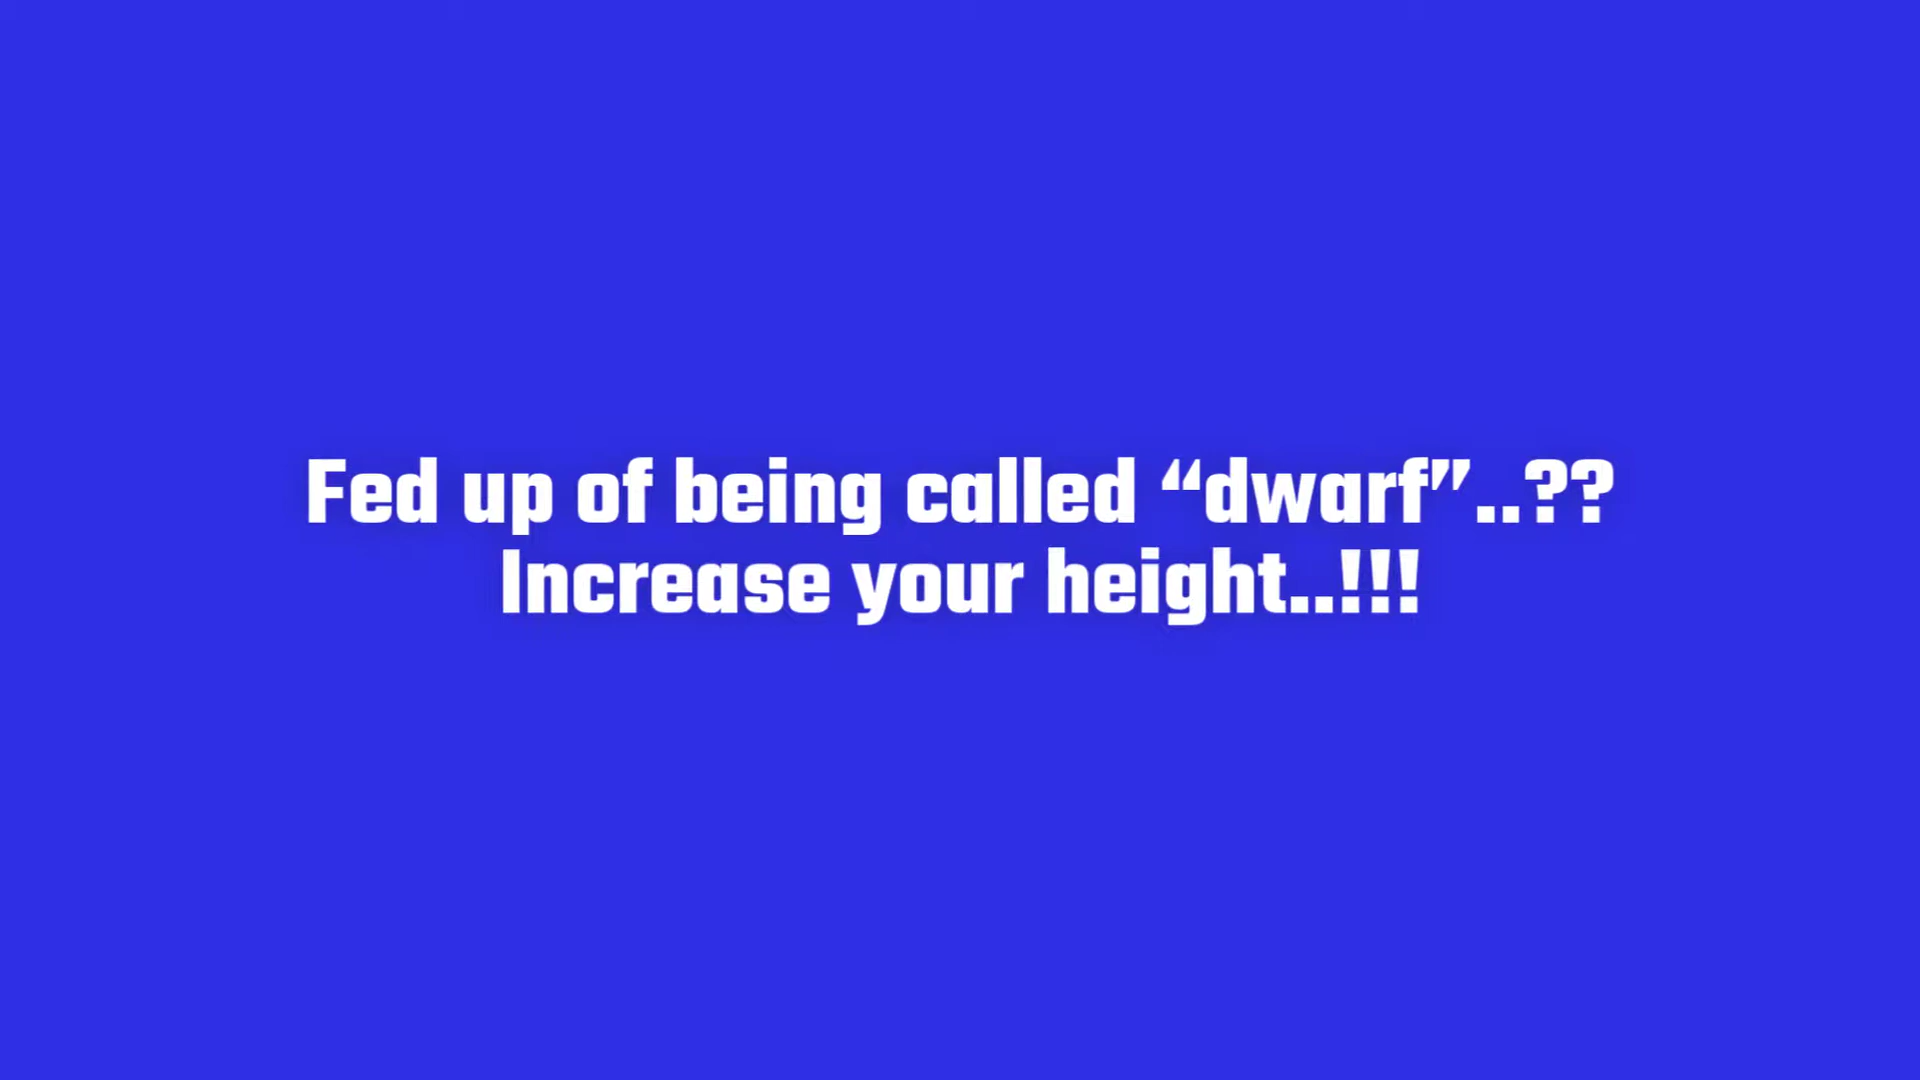 Fed up of being called “dwarf”..??
Increase your height..!!!